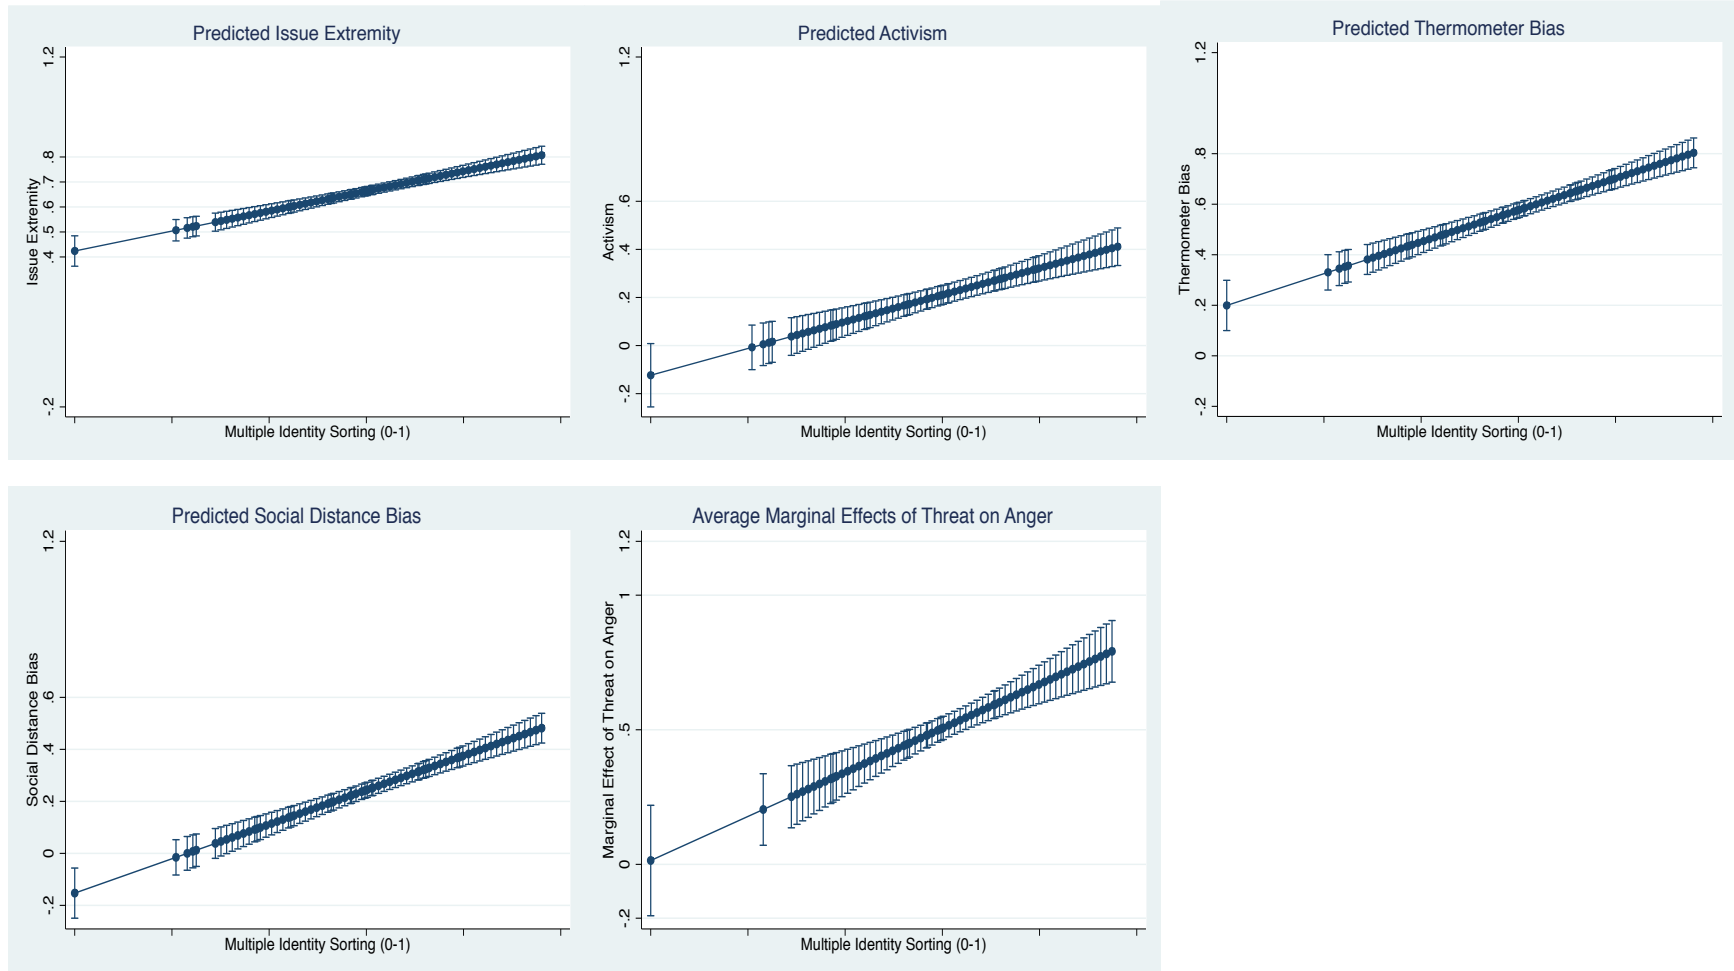 Predicted Issue Extremity
1.2
.8
.7
.6
.5
.4
-.2
Issue Extremity
Multiple Identity Sorting (0-1)
Predicted Activism
1.2
.6
.4
.2
0
-.2
Activism
Multiple Identity Sorting (0-1)
Predicted Thermometer Bias
1.2
.8
.6
.4
.2
0
-.2
Thermometer Bias
Multiple Identity Sorting (0-1)
Predicted Social Distance Bias
1.2
.6
.4
.2
0
-.2
Social Distance Bias
Multiple Identity Sorting (0-1)
Average Marginal Effects of Threat on Anger
1.2
1
.5
0
-.2
Marginal Effect of Threat on Anger
Multiple Identity Sorting (0-1)